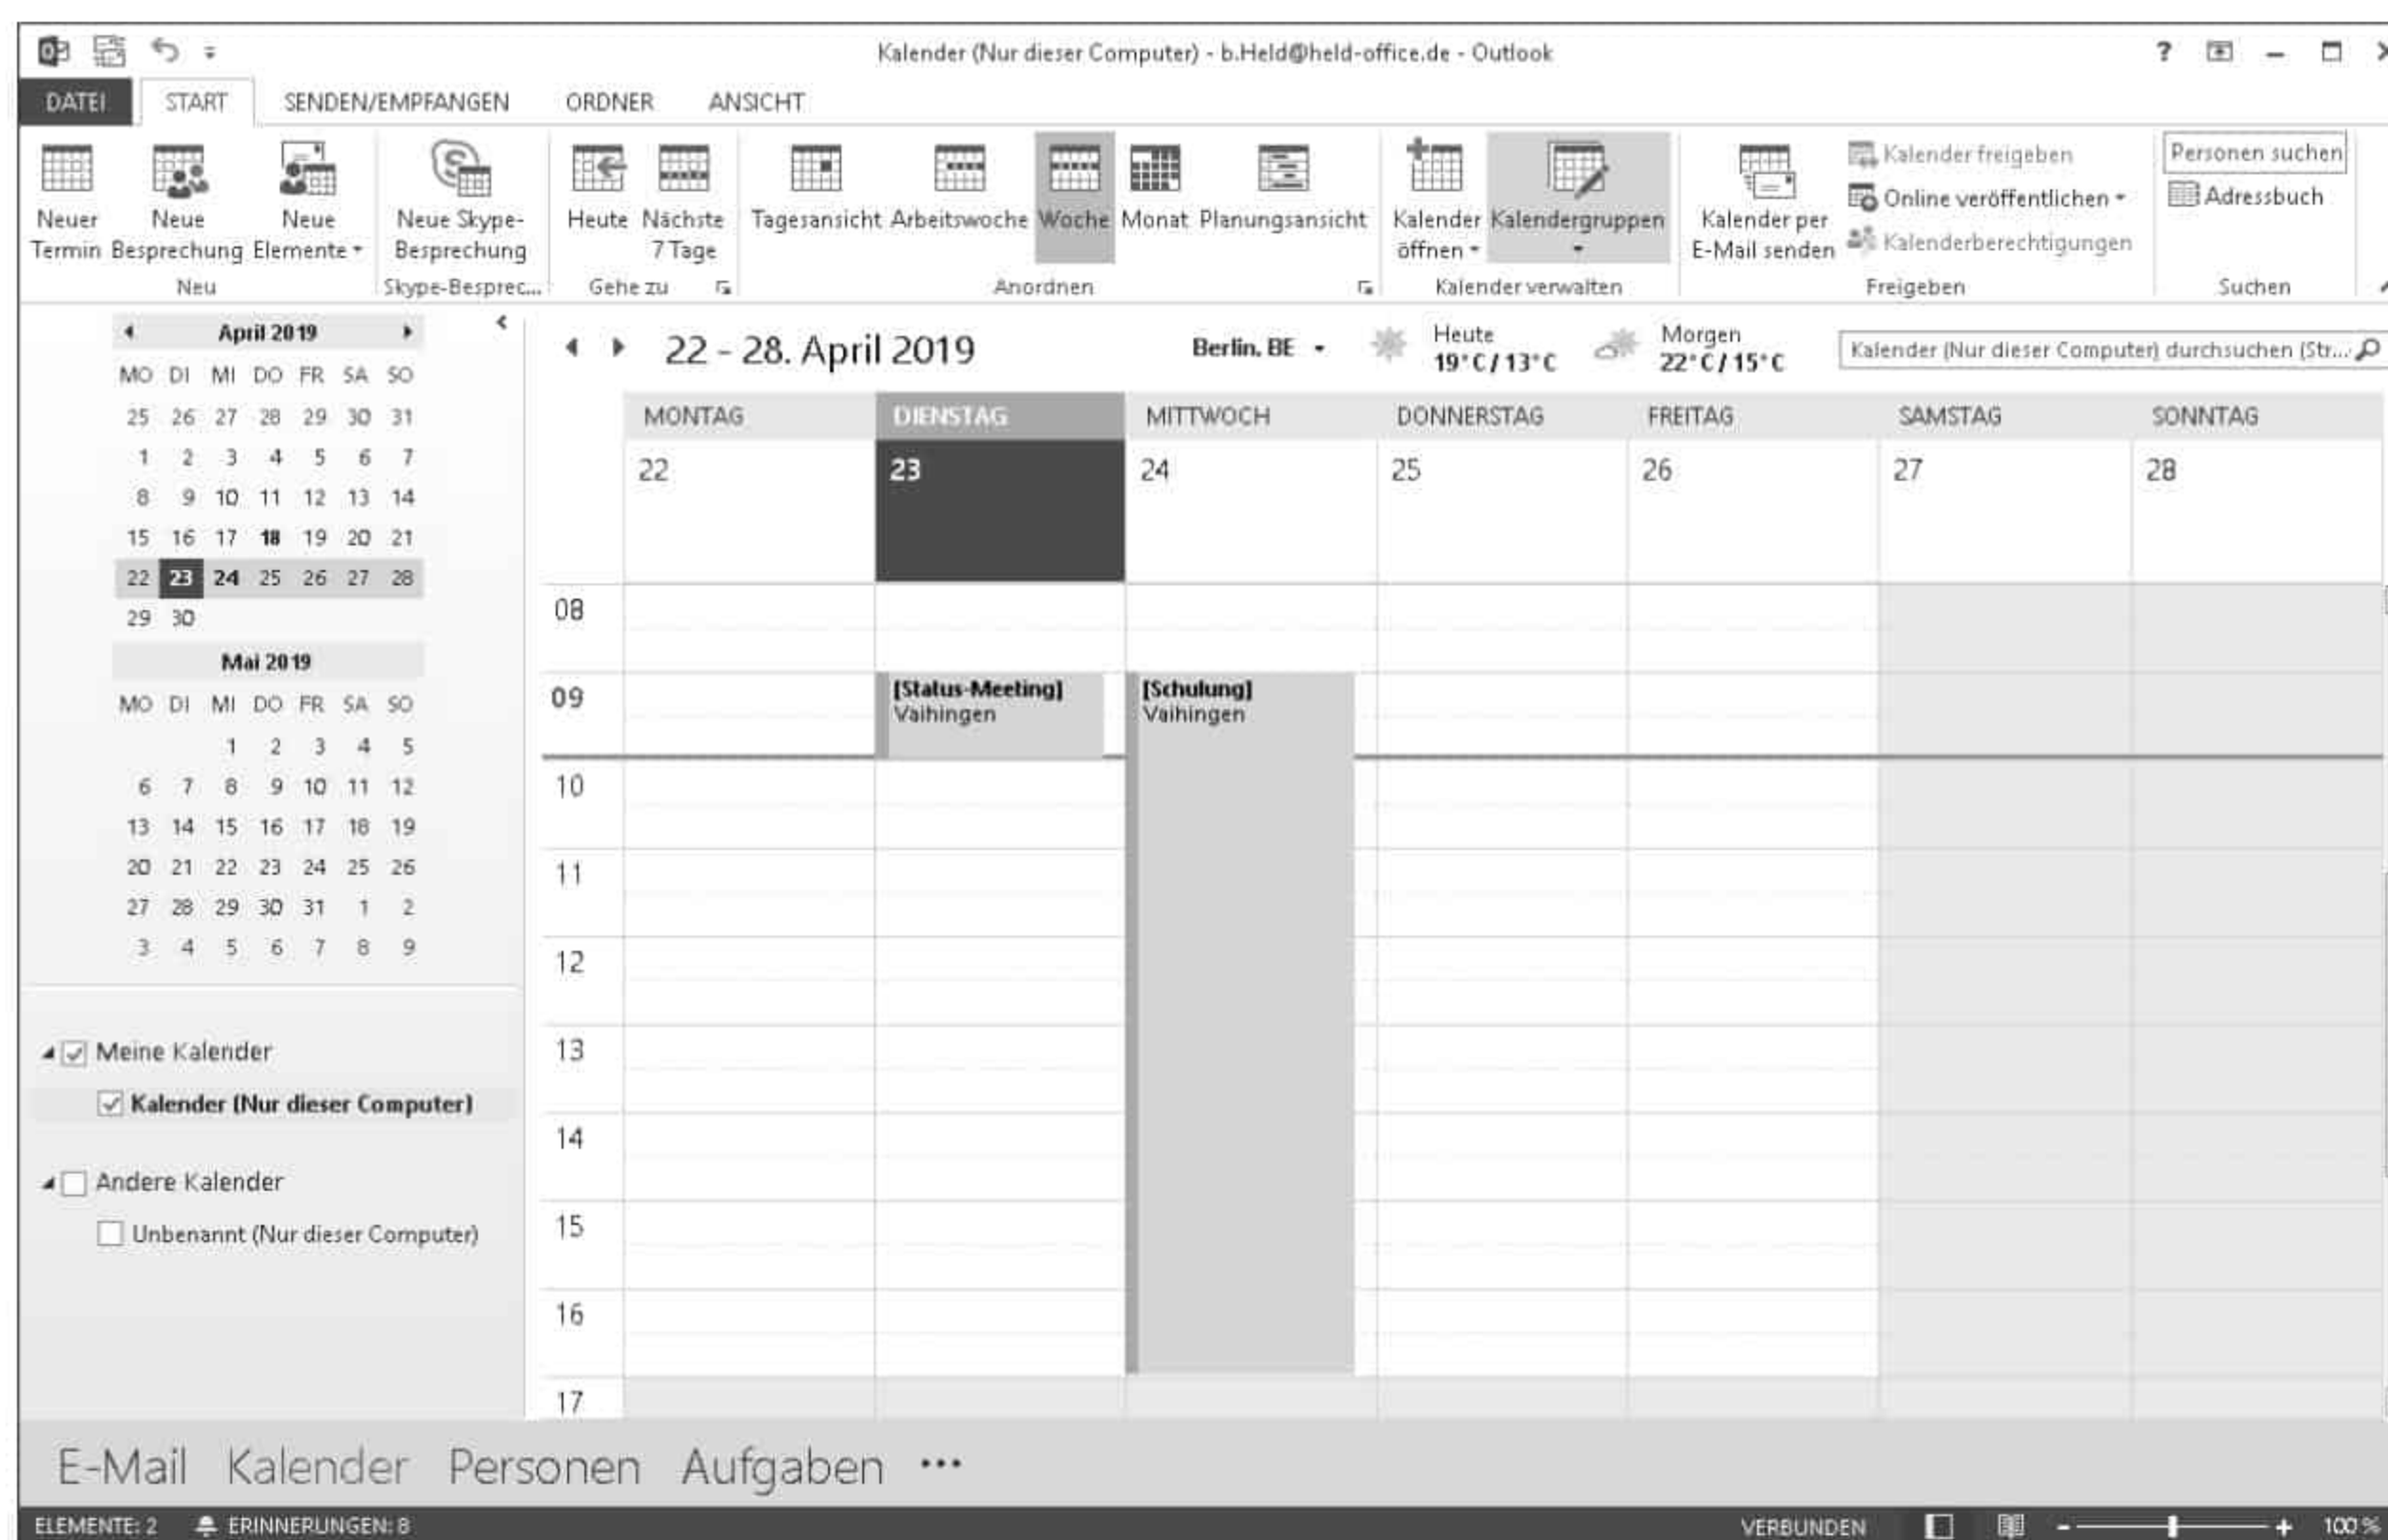 Kalender (Nur dieser Computer) - b.Held@held-office.de - Outlook
DATEI START SENDEN/EMPFANGEN ORDNER ANSICHT
Neuer Termin
Neue Besprechung
Neue Elemente
Neu
Neue Skype-Besprechung
Skype-Besprec...
Heute
Nächste 7 Tage
Gehe zu
Tagesansicht Arbeitswoche Woche Monat Planungsansicht
Anordnen
Kalender öffnen
Kalendergruppen
Kalender verwalten
Kalender per E-Mail senden
Kalender freigeben
Online veröffentlichen
Kalenderberechtigungen
Freigeben
Personen suchen
Adressbuch
Suchen
April 2019
MO DI MI DO FR SA SO
25 26 27 28 29 30 31
1 2 3 4 5 6 7
8 9 10 11 12 13 14
15 16 17 18 19 20 21
22 23 24 25 26 27 28
29 30
Mai 2019
MO DI MI DO FR SA SO
1 2 3 4 5
6 7 8 9 10 11 12
13 14 15 16 17 18 19
20 21 22 23 24 25 26
27 28 29 30 31 1 2
3 4 5 6 7 8 9
Meine Kalender
Kalender (Nur dieser Computer)
Andere Kalender
Unbenannt (Nur dieser Computer)
22 - 28. April 2019
Berlin, BE
Heute
19°C / 13°C
Morgen
22°C / 15°C
Kalender (Nur dieser Computer) durchsuchen (Str...
MONTAG DIENSTAG MITTWOCH DONNERSTAG FREITAG SAMSTAG SONNTAG
22 23 24 25 26 27 28
08
09
[Status-Meeting]
Vaihingen
[Schulung]
Vaihingen
10
11
12
13
14
15
16
17
E-Mail Kalender Personen Aufgaben ...
ELEMENTE: 2 ERINNERUNGEN: 8 VERBUNDEN - + 100 %